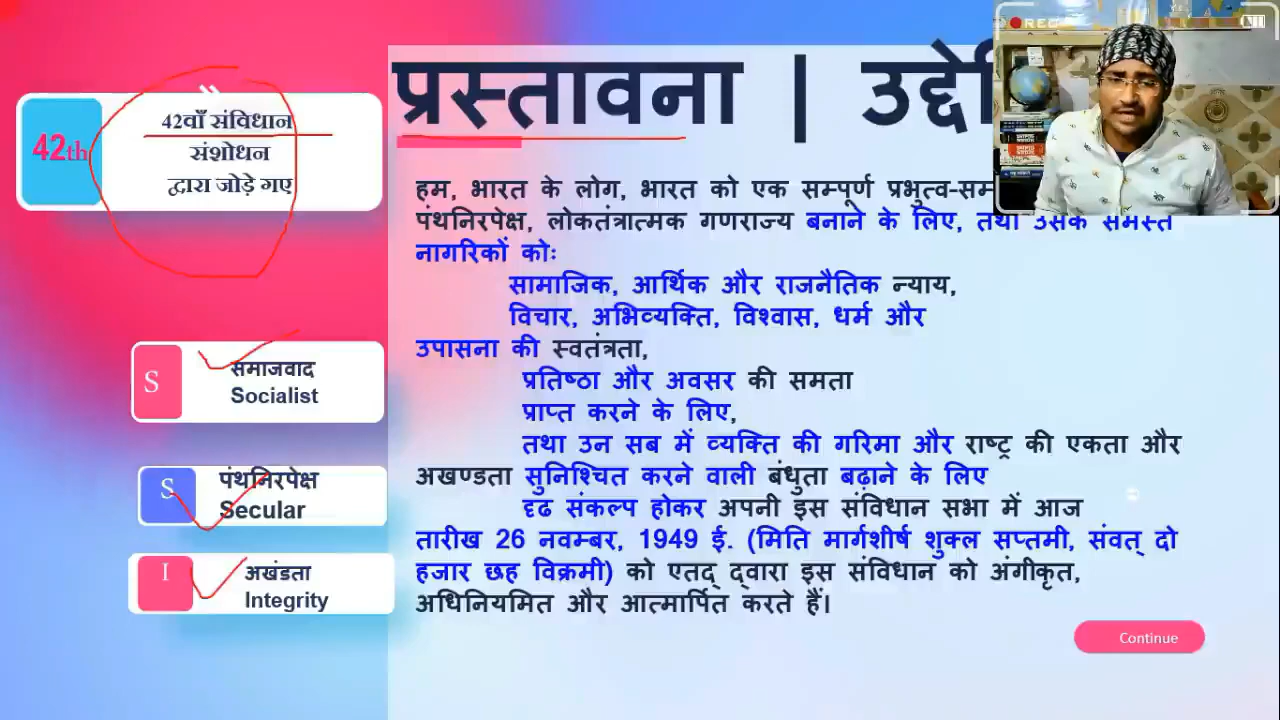 REC
42th
42वाँ संविधान
संशोधन
द्वारा जोड़े गए
S
समाजवाद
Socialist
S
पंथनिरपेक्ष
Secular
I
अखंडता
Integrity
प्रस्तावना |
हम, भारत के लोग, भारत को एक सम्पूर्ण
पंथनिरपेक्ष, लोकतंत्रात्मक गणराज्य बनाने के लिए, तथा उसके समस्त
नागरिकों कोः
सामाजिक, आर्थिक और राजनैतिक न्याय,
विचार, अभिव्यक्ति, विश्वास, धर्म और
उपासना की स्वतंत्रता,
प्रतिष्ठा और अवसर की समता
प्राप्त करने के लिए,
तथा उन सब में व्यक्ति की गरिमा और राष्ट्र की एकता और
अखण्डता सुनिश्चित करने वाली बंधुता बढ़ाने के लिए
दृढ संकल्प होकर अपनी इस संविधान सभा में आज
तारीख 26 नवम्बर, 1949 ई. (मिति मार्गशीर्ष शुक्ल सप्तमी, संवत् दो
हजार छह विक्रमी) को एतद् द्वारा इस संविधान को अंगीकृत,
अधिनियमित और आत्मार्पित करते हैं।
Continue